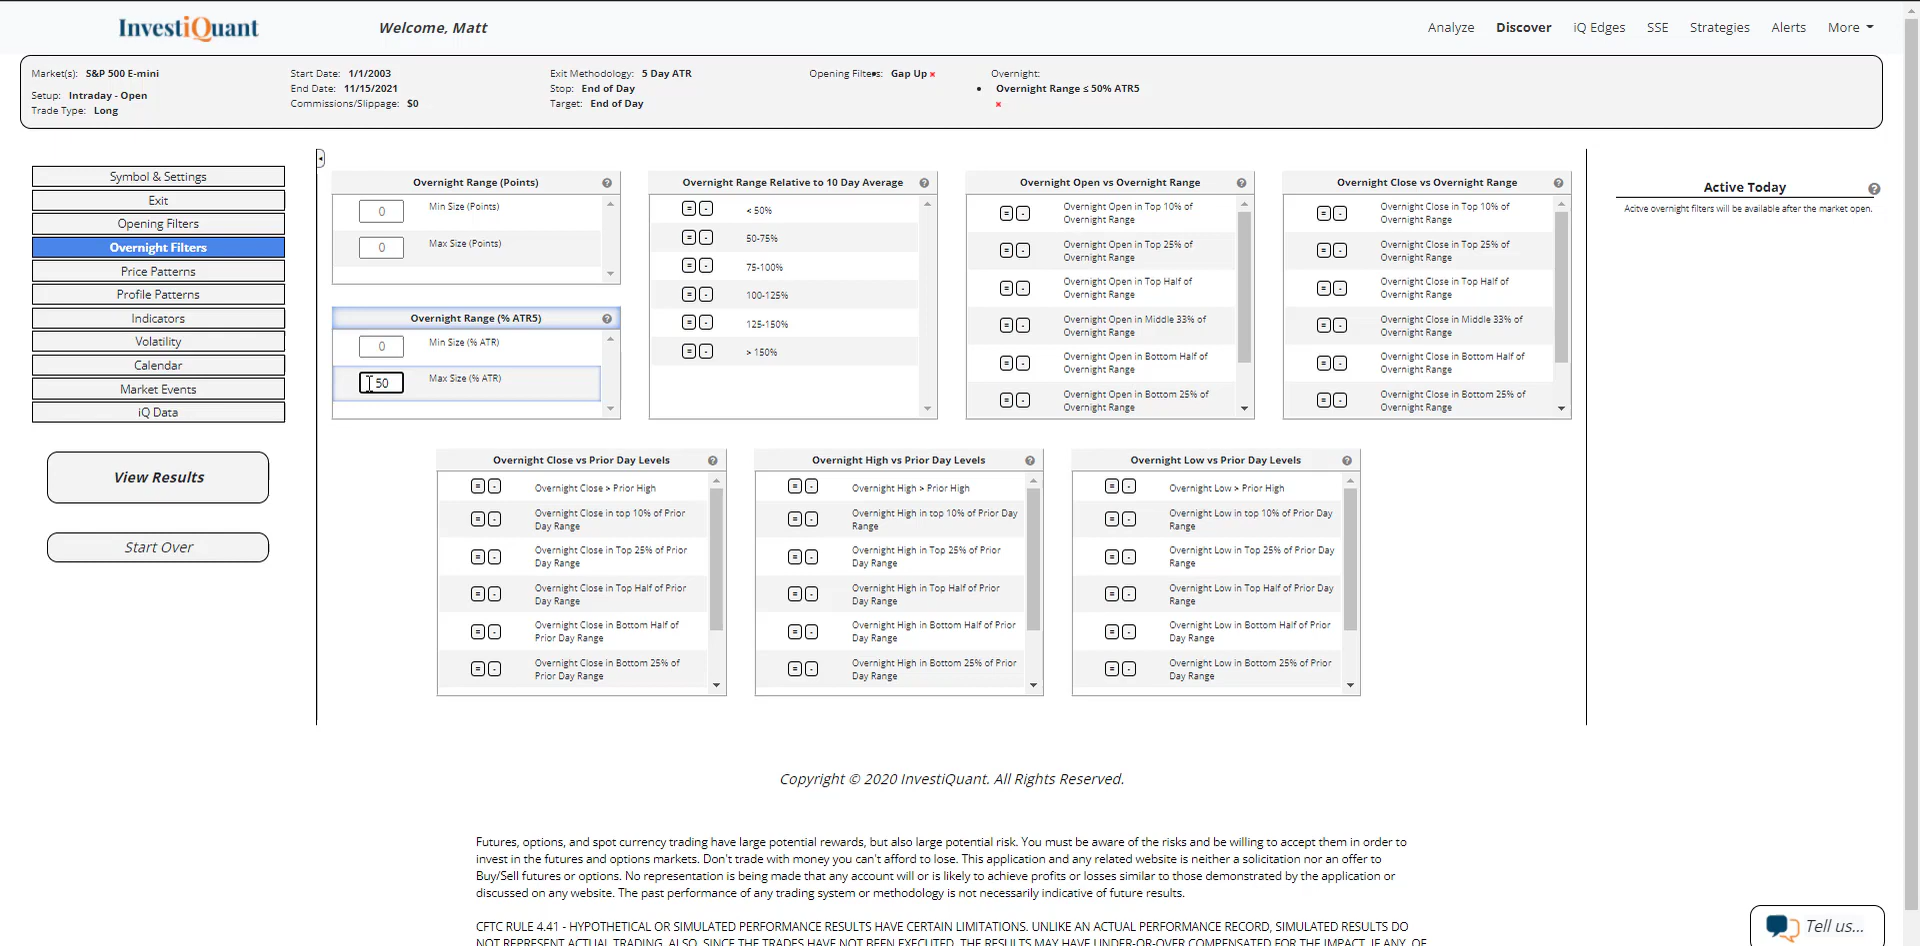 InvestiQuant
Welcome, Matt
Analyze
Discover
iQ Edges
SSE
Strategies
Alerts
More
Market(s): S&P 500 E-mini
Setup: Intraday - Open
Trade Type: Long
Start Date: 1/1/2003
End Date: 11/15/2021
Commissions/Slippage: $0
Exit Methodology: 5 Day ATR
Stop: End of Day
Target: End of Day
Opening Filters: Gap Up ×
Overnight:
• Overnight Range ≤ 50% ATR5
×
Symbol & Settings
Exit
Opening Filters
Overnight Filters
Price Patterns
Profile Patterns
Indicators
Volatility
Calendar
Market Events
iQ Data
View Results
Start Over
Overnight Range (Points) ?
0 Min Size (Points)
0 Max Size (Points)
Overnight Range (% ATR5) ?
0 Min Size (% ATR)
50 Max Size (% ATR)
Overnight Range Relative to 10 Day Average ?
= - < 50%
= - 50-75%
= - 75-100%
= - 100-125%
= - 125-150%
= - > 150%
Overnight Open vs Overnight Range ?
= - Overnight Open in Top 10% of
Overnight Range
= - Overnight Open in Top 25% of
Overnight Range
= - Overnight Open in Top Half of
Overnight Range
= - Overnight Open in Middle 33% of
Overnight Range
= - Overnight Open in Bottom Half of
Overnight Range
= - Overnight Open in Bottom 25% of
Overnight Range
Overnight Close vs Overnight Range ?
= - Overnight Close in Top 10% of
Overnight Range
= - Overnight Close in Top 25% of
Overnight Range
= - Overnight Close in Top Half of
Overnight Range
= - Overnight Close in Middle 33% of
Overnight Range
= - Overnight Close in Bottom Half of
Overnight Range
= - Overnight Close in Bottom 25% of
Overnight Range
Overnight Close vs Prior Day Levels ?
= - Overnight Close > Prior High
= - Overnight Close in top 10% of Prior
Day Range
= - Overnight Close in Top 25% of Prior
Day Range
= - Overnight Close in Top Half of Prior
Day Range
= - Overnight Close in Bottom Half of
Prior Day Range
= - Overnight Close in Bottom 25% of
Prior Day Range
Overnight High vs Prior Day Levels ?
= - Overnight High > Prior High
= - Overnight High in top 10% of Prior Day
Range
= - Overnight High in Top 25% of Prior
Day Range
= - Overnight High in Top Half of Prior
Day Range
= - Overnight High in Bottom Half of Prior
Day Range
= - Overnight High in Bottom 25% of Prior
Day Range
Overnight Low vs Prior Day Levels ?
= - Overnight Low > Prior High
= - Overnight Low in top 10% of Prior Day
Range
= - Overnight Low in Top 25% of Prior Day
Range
= - Overnight Low in Top Half of Prior Day
Range
= - Overnight Low in Bottom Half of Prior
Day Range
= - Overnight Low in Bottom 25% of Prior
Day Range
Active Today ?
Acitve overnight filters will be available after the market open.
Copyright © 2020 InvestiQuant. All Rights Reserved.
Futures, options, and spot currency trading have large potential rewards, but also large potential risk. You must be aware of the risks and be willing to accept them in order to
invest in the futures and options markets. Don't trade with money you can't afford to lose. This application and any related website is neither a solicitation nor an offer to
Buy/Sell futures or options. No representation is being made that any account will or is likely to achieve profits or losses similar to those demonstrated by the application or
discussed on any website. The past performance of any trading system or methodology is not necessarily indicative of future results.
CFTC RULE 4.41 - HYPOTHETICAL OR SIMULATED PERFORMANCE RESULTS HAVE CERTAIN LIMITATIONS. UNLIKE AN ACTUAL PERFORMANCE RECORD, SIMULATED RESULTS DO
NOT REPRESENT ACTUAL TRADING. ALSO, SINCE THE TRADES HAVE NOT BEEN EXECUTED, THE RESULTS MAY HAVE UNDER-OR-OVER COMPENSATED FOR THE IMPACT, IF ANY, OF
Tell us...